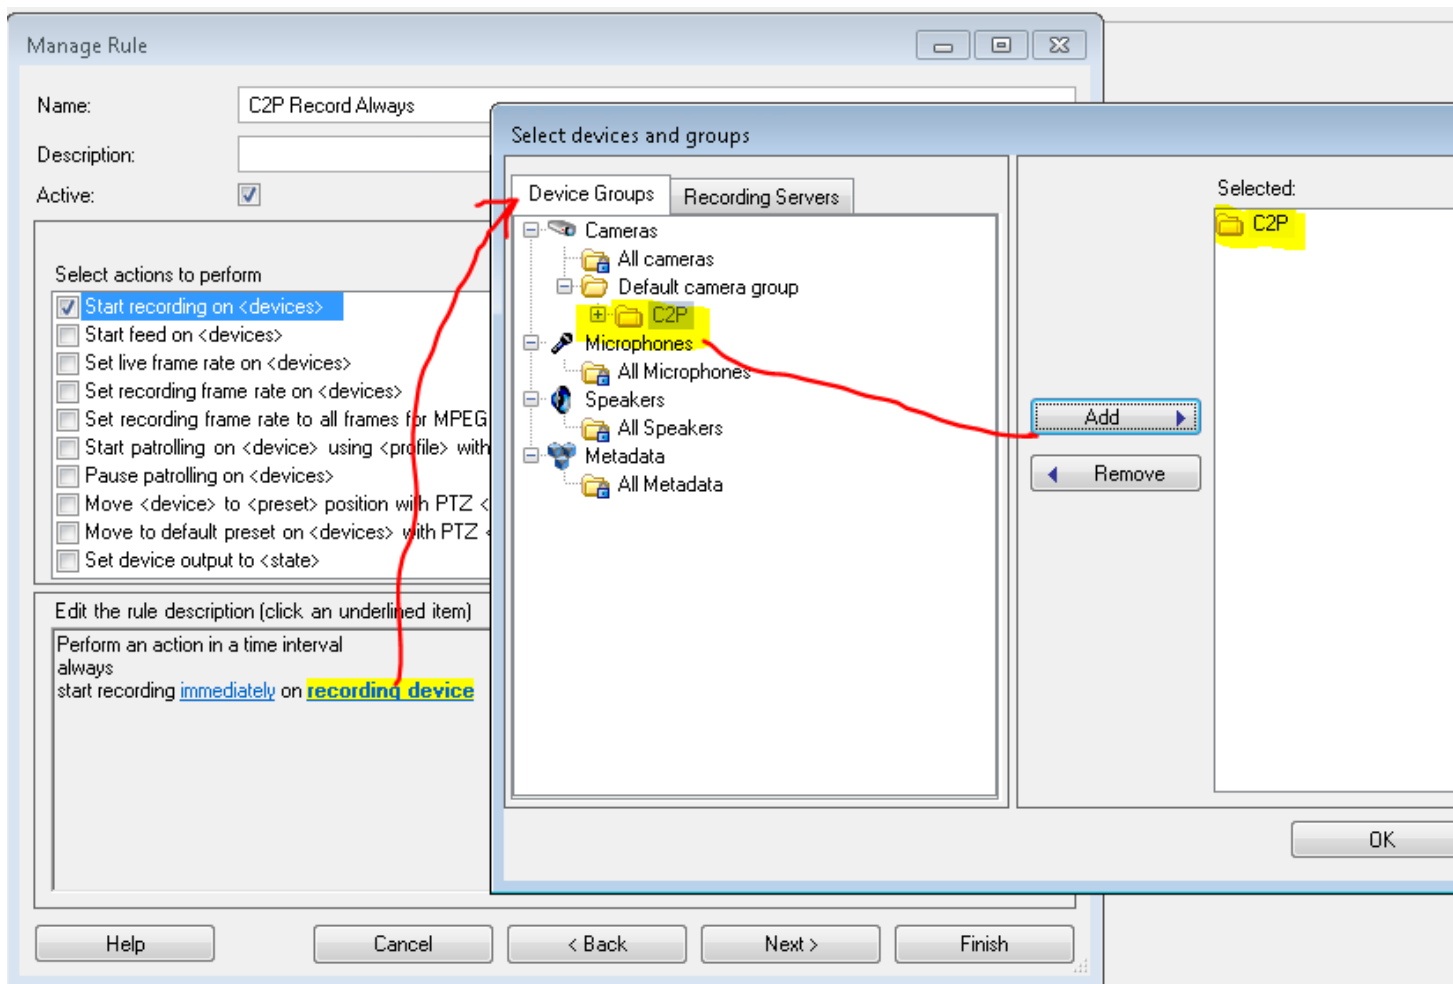 Manage Rule
Name: C2P Record Always
Description:
Active:
Select actions to perform
Start recording on <devices>
Start feed on <devices>
Set live frame rate on <devices>
Set recording frame rate on <devices>
Set recording frame rate to all frames for MPEG
Start patrolling on <device> using <profile> with
Pause patrolling on <devices>
Move <device> to <preset> position with PTZ <
Move to default preset on <devices> with PTZ <
Set device output to <state>
Edit the rule description (click an underlined item)
Perform an action in a time interval
always
start recording immediately on recording device
Help Cancel < Back Next > Finish
Select devices and groups
Device Groups Recording Servers
Cameras
All cameras
Default camera group
C2P
Microphones
All Microphones
Speakers
All Speakers
Metadata
All Metadata
Add
Remove
Selected:
C2P
OK